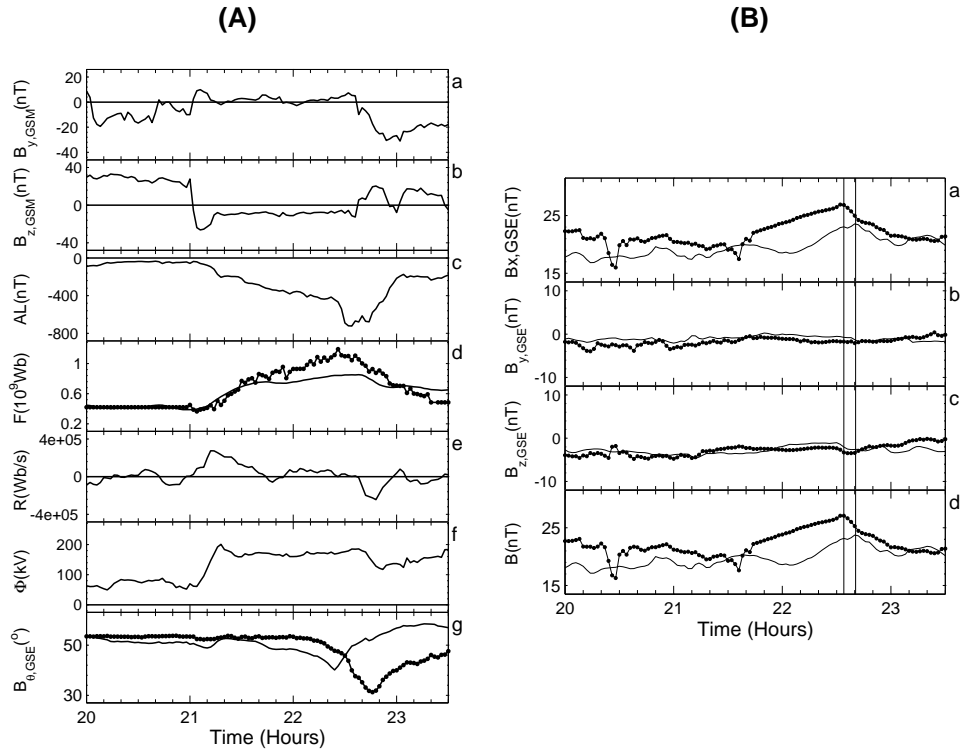 (A)
(B)
B_y,GSM(nT)
20
0
-20
-40
a
B_z,GSM(nT)
40
0
-40
b
AL(nT)
0
-400
-800
c
F(10^9Wb)
1
0.6
0.2
d
R(Wb/s)
4e+05
0
-4e+05
e
Φ(kV)
200
100
0
f
B_θ,GSE(°)
50
30
g
20
21
22
23
Time (Hours)
Bx,GSE(nT)
25
15
a
B_y,GSE(nT)
10
0
-10
b
B_z,GSE(nT)
10
0
-10
c
B(nT)
25
15
d
20
21
22
23
Time (Hours)